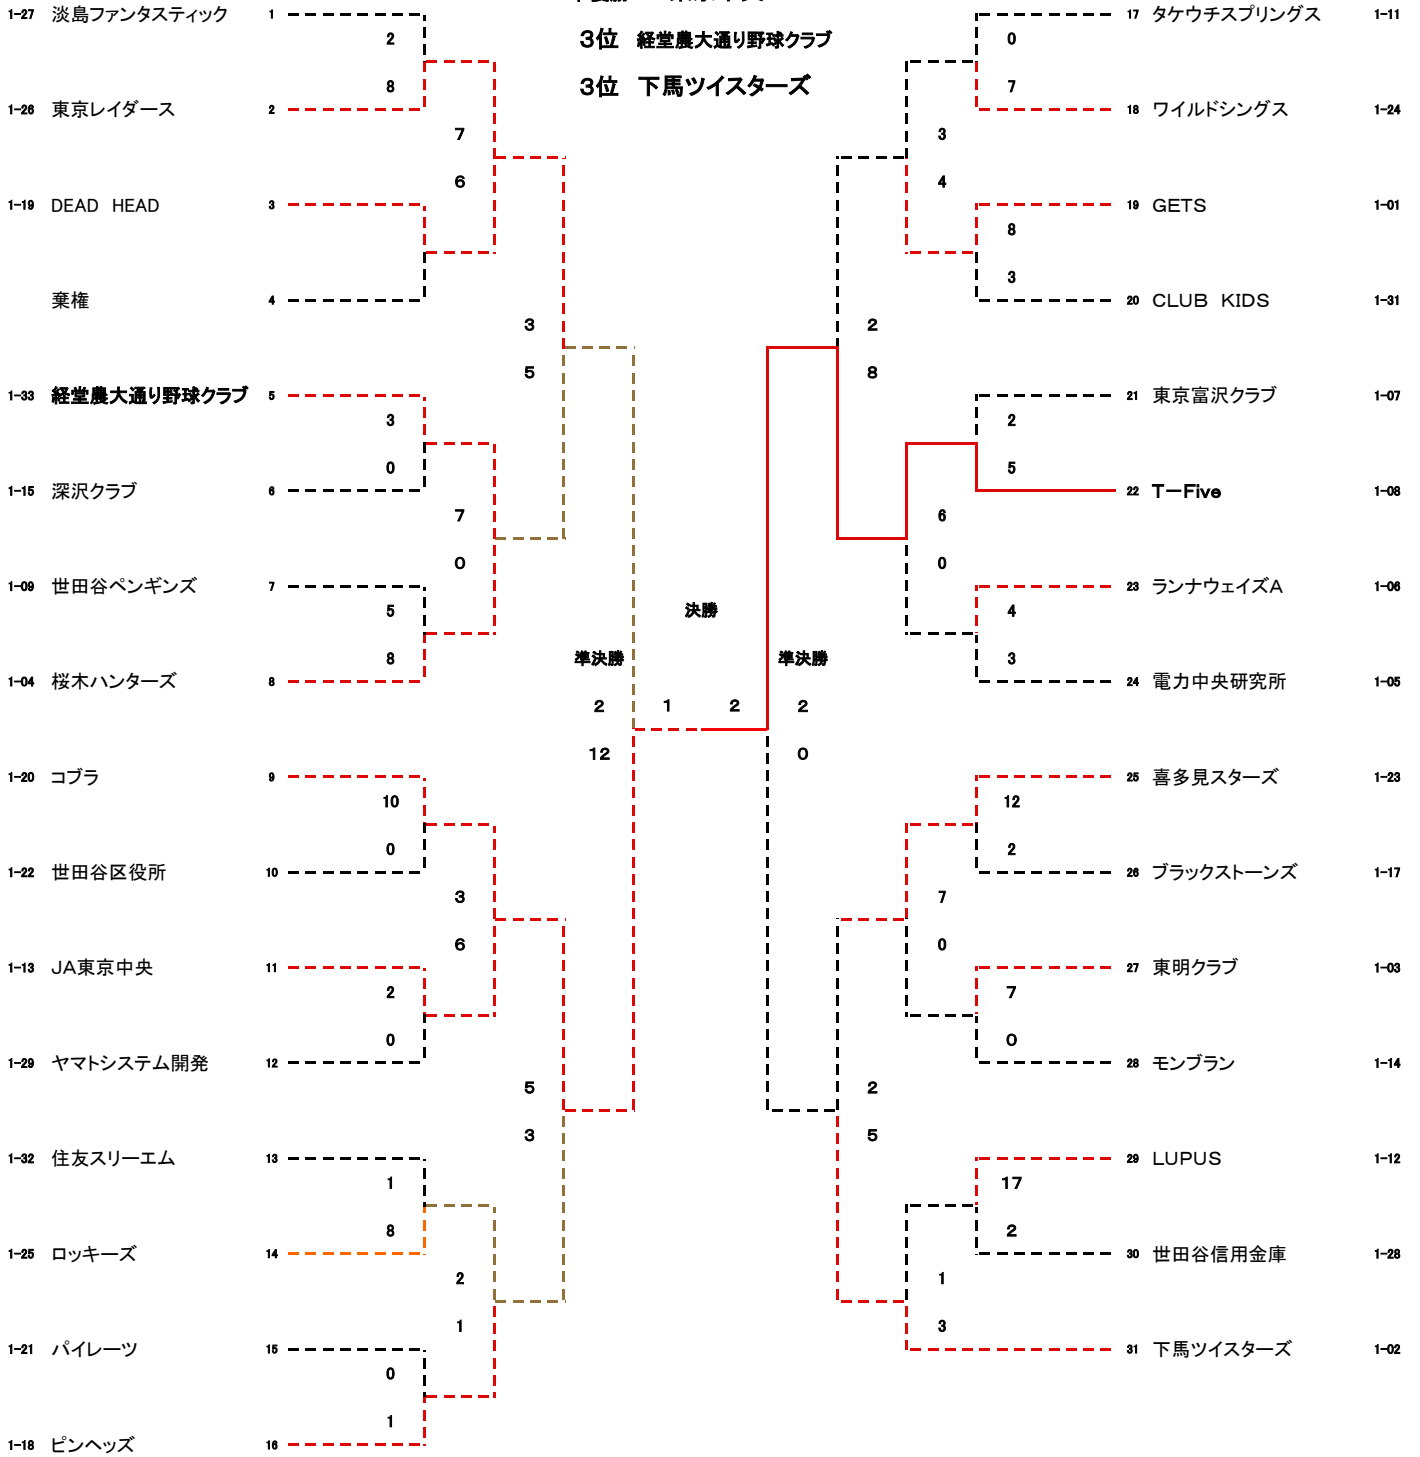 3位 経堂農大通り野球クラブ
3位 下馬ツイスターズ
1-27 淡島ファンタスティック 1
2
8
1-26 東京レイダース 2
7
6
1-19 DEAD HEAD 3
棄権 4
3
5
1-33 経堂農大通り野球クラブ 5
3
0
1-15 深沢クラブ 6
7
0
1-09 世田谷ペンギンズ 7
5
8
1-04 桜木ハンターズ 8
準決勝
2
12
1-20 コブラ 9
10
0
1-22 世田谷区役所 10
3
6
1-13 JA東京中央 11
2
0
1-29 ヤマトシステム開発 12
5
3
1-32 住友スリーエム 13
1
8
1-25 ロッキーズ 14
2
1
1-21 パイレーツ 15
0
1
1-18 ピンヘッズ 16
決勝
1 2
17 タケウチスプリングス 1-11
0
7
18 ワイルドシングス 1-24
3
4
19 GETS 1-01
8
3
20 CLUB KIDS 1-31
2
8
21 東京富沢クラブ 1-07
2
5
22 T－Five 1-08
6
0
23 ランナウェイズA 1-06
4
3
24 電力中央研究所 1-05
準決勝
2
0
25 喜多見スターズ 1-23
12
2
26 ブラックストーンズ 1-17
7
0
27 東明クラブ 1-03
7
0
28 モンブラン 1-14
2
5
29 LUPUS 1-12
17
2
30 世田谷信用金庫 1-28
1
3
31 下馬ツイスターズ 1-02